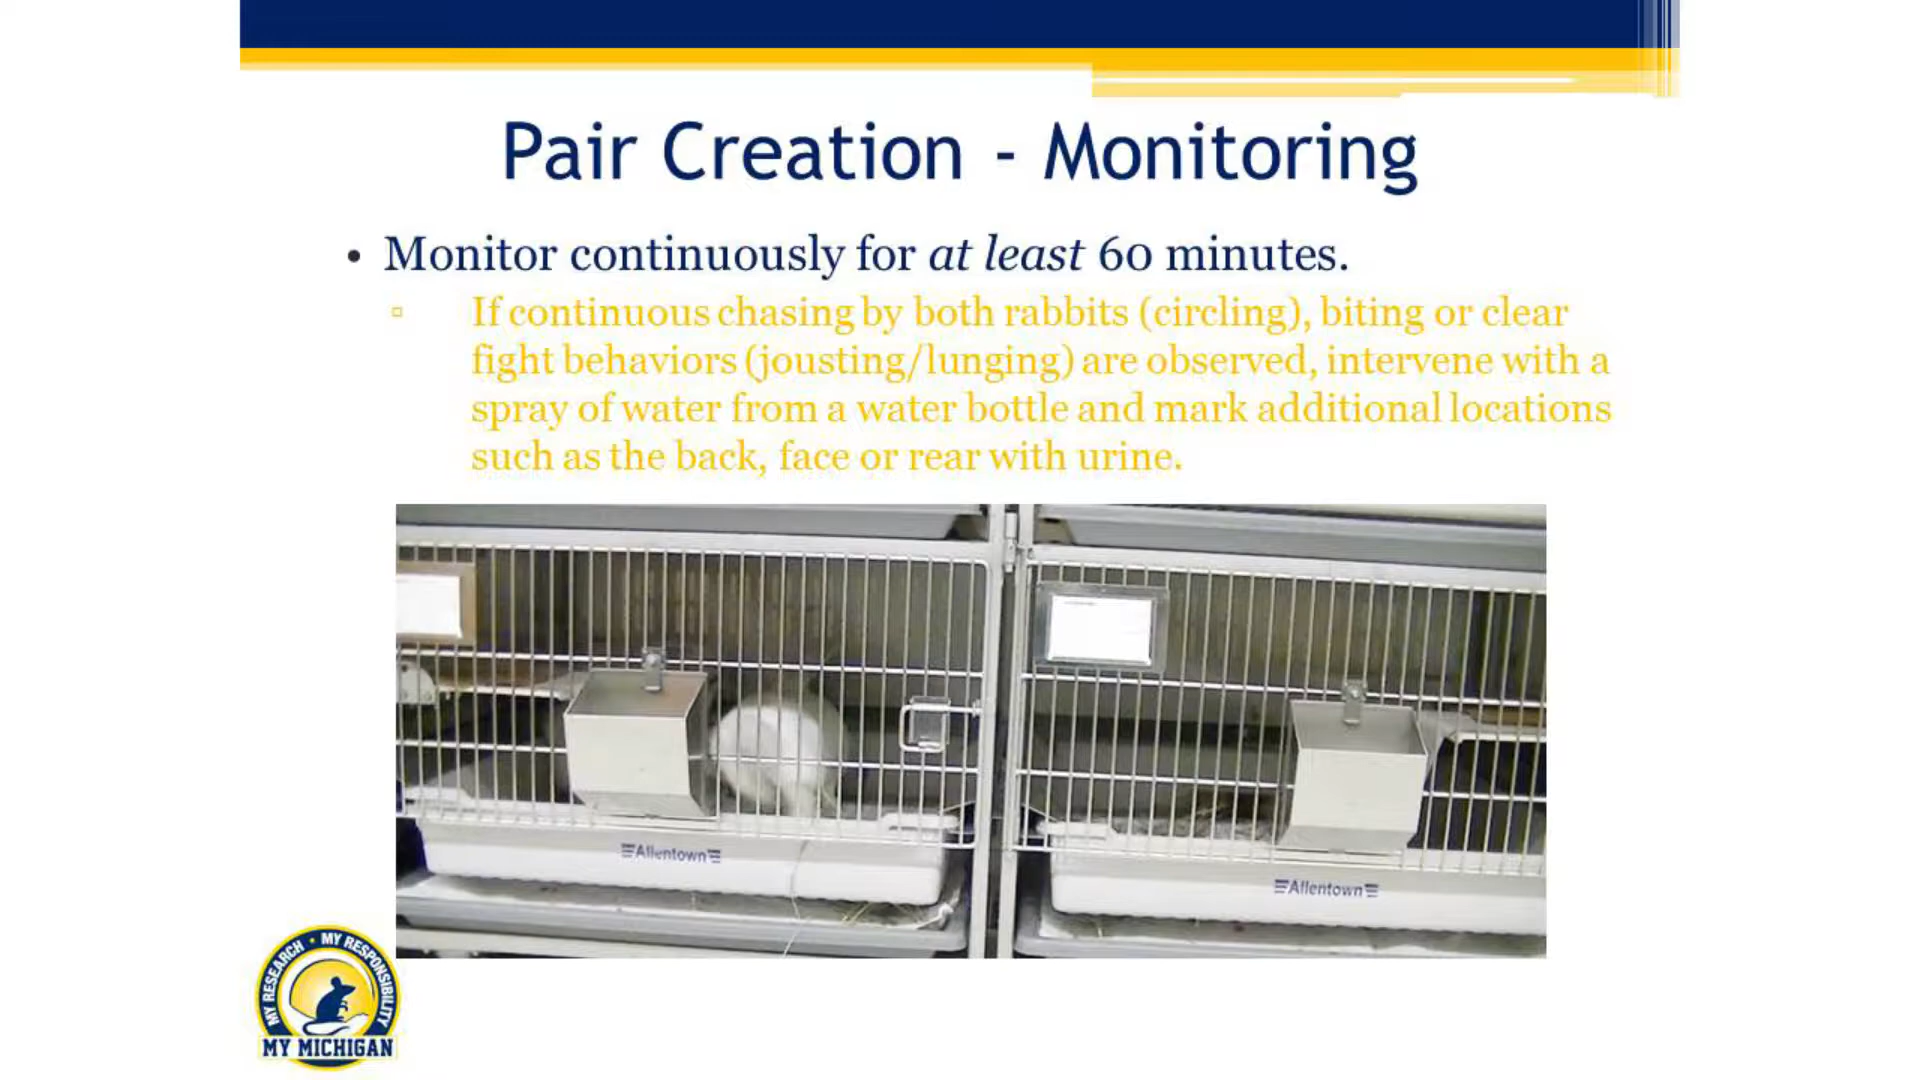 Pair Creation - Monitoring
• Monitor continuously for at least 60 minutes.
▫ If continuous chasing by both rabbits (circling), biting or clear
fight behaviors (jousting/lunging) are observed, intervene with a
spray of water from a water bottle and mark additional locations
such as the back, face or rear with urine.
Allentown
Allentown
MY RESEARCH • MY RESPONSIBILITY
MY MICHIGAN